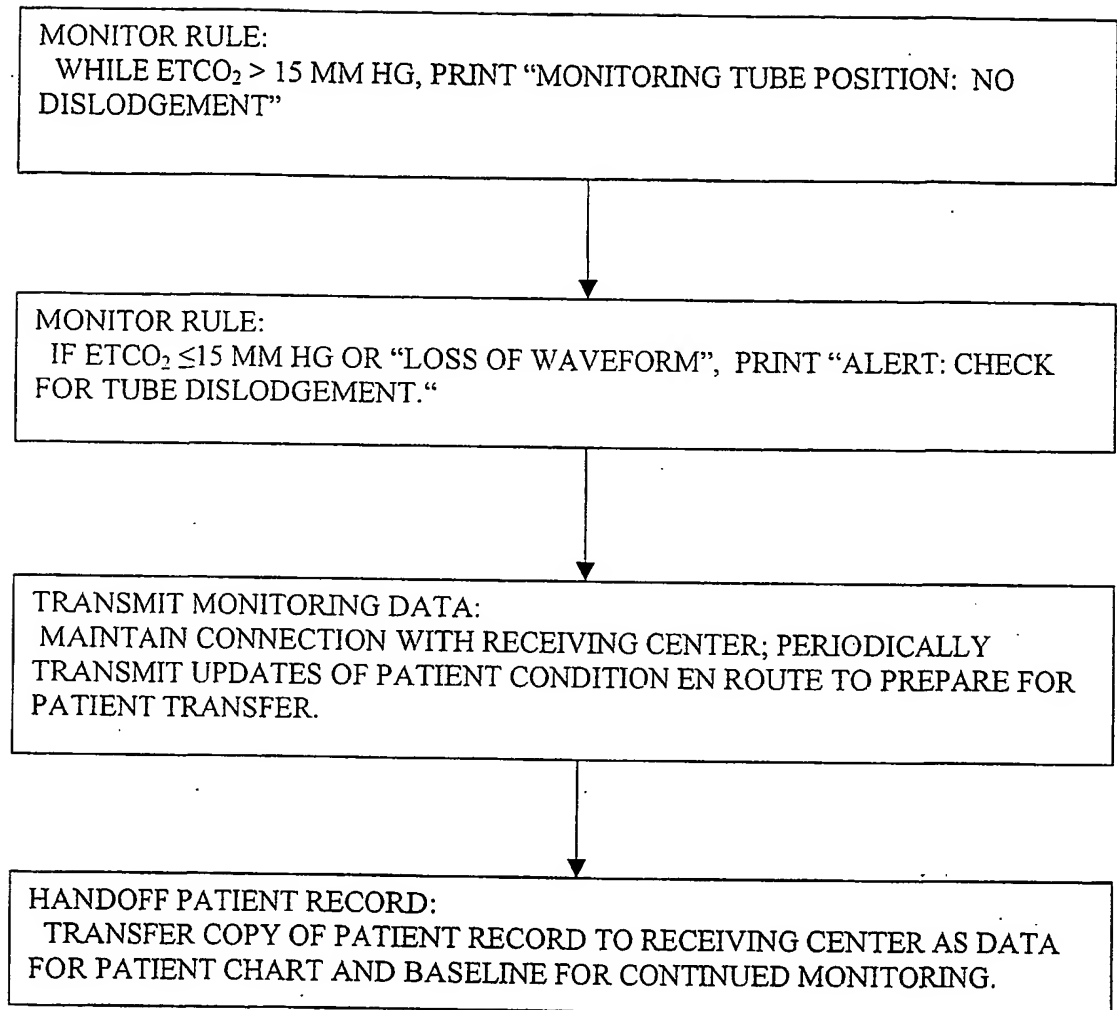 MONITOR RULE:
WHILE ETCO₂ > 15 MM HG, PRINT “MONITORING TUBE POSITION: NO
DISLODGEMENT”
MONITOR RULE:
IF ETCO₂ ≤15 MM HG OR “LOSS OF WAVEFORM”, PRINT “ALERT: CHECK
FOR TUBE DISLODGEMENT.“
TRANSMIT MONITORING DATA:
MAINTAIN CONNECTION WITH RECEIVING CENTER; PERIODICALLY
TRANSMIT UPDATES OF PATIENT CONDITION EN ROUTE TO PREPARE FOR
PATIENT TRANSFER.
HANDOFF PATIENT RECORD:
TRANSFER COPY OF PATIENT RECORD TO RECEIVING CENTER AS DATA
FOR PATIENT CHART AND BASELINE FOR CONTINUED MONITORING.